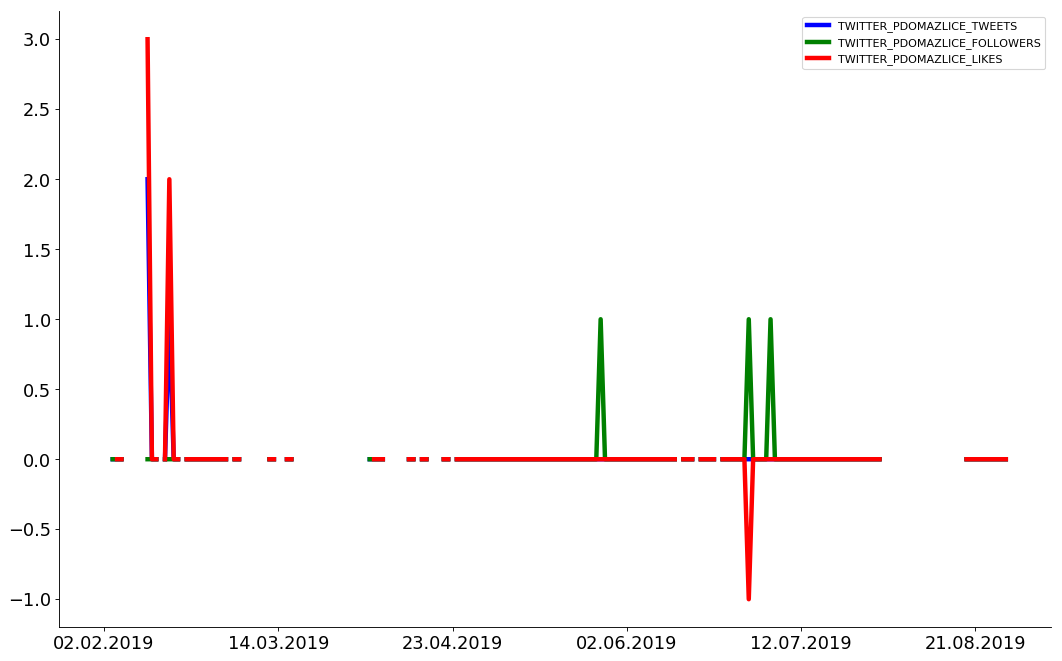 TWITTER_PDOMAZLICE_TWEETS
TWITTER_PDOMAZLICE_FOLLOWERS
TWITTER_PDOMAZLICE_LIKES
3.0
2.5
2.0
1.5
1.0
0.5
0.0
−0.5
−1.0
02.02.2019 14.03.2019 23.04.2019 02.06.2019 12.07.2019 21.08.2019